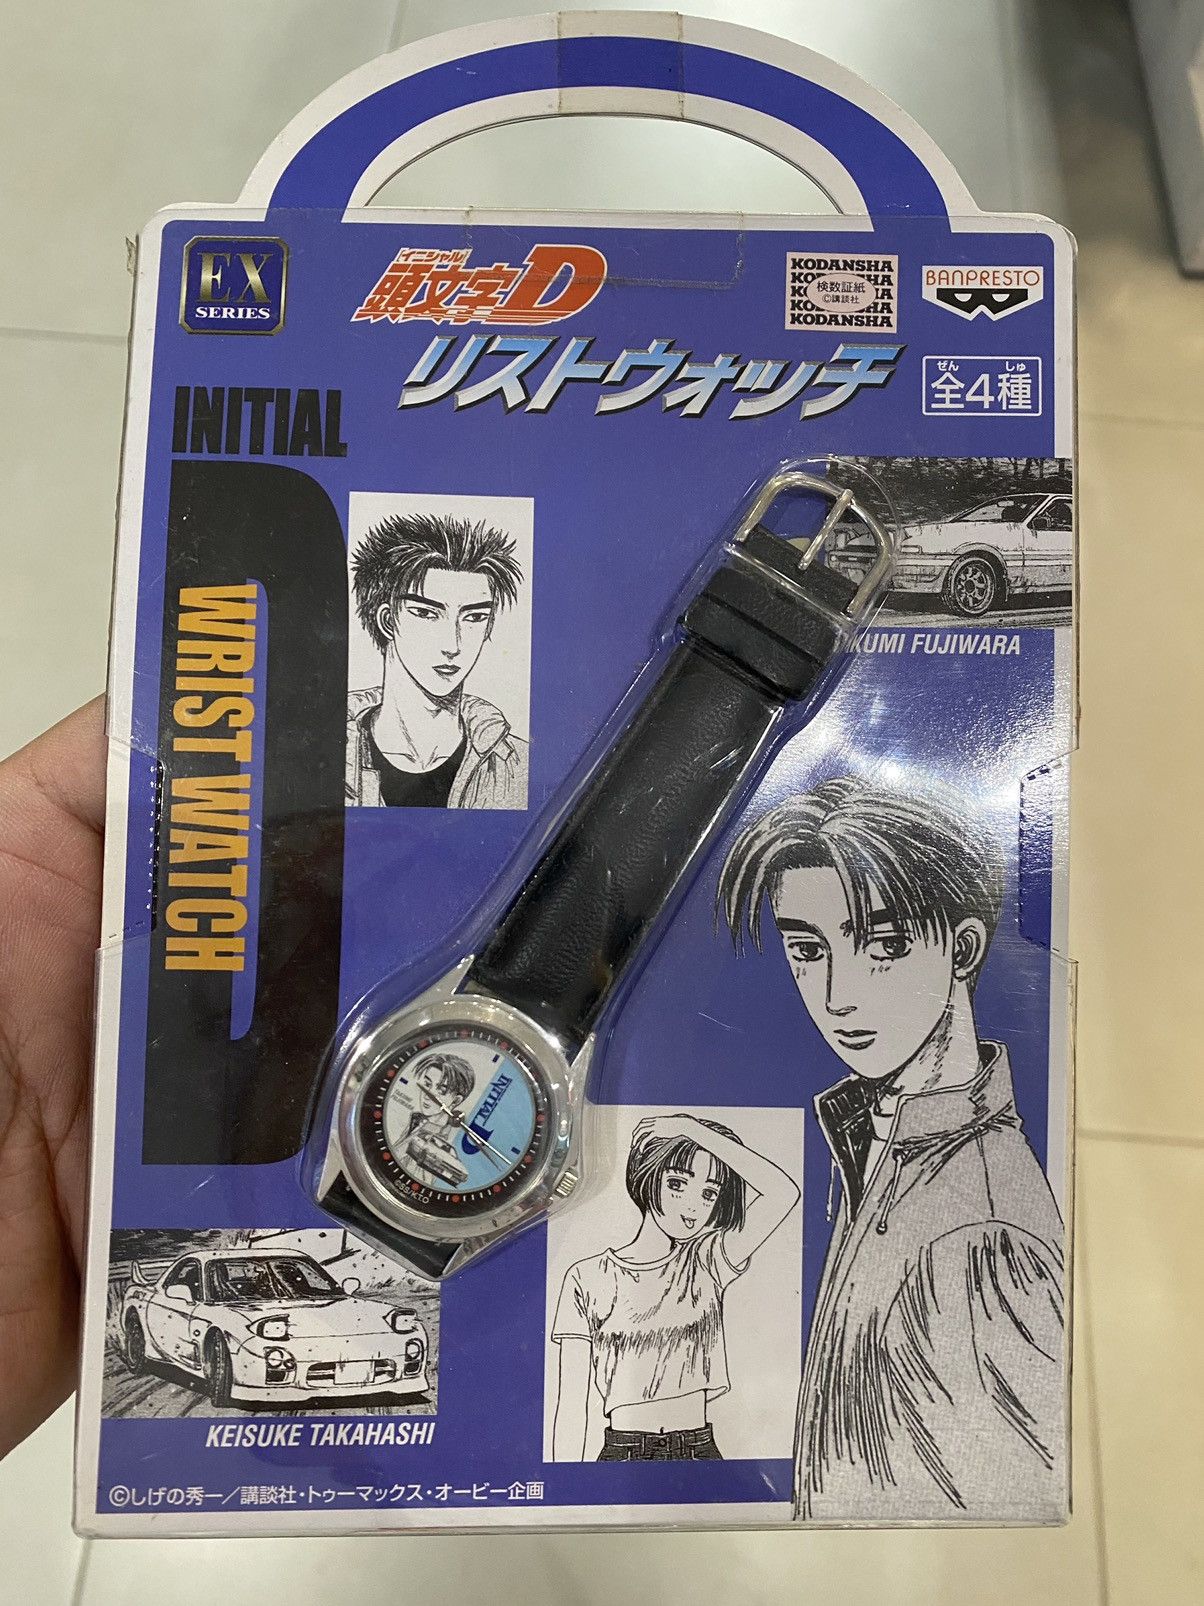 EX
SERIES
イニシャル
頭文字D
KODANSHA
KODANSHA
検数証紙
©講談社
KODANSHA
BANPRESTO
リストウォッチ
ぜん しゅ
全4種
INITIAL
D
WRIST WATCH
FUJIWARA
INITIAL
D
KEISUKE TAKAHASHI
©しげの秀一/講談社・トゥーマックス・オービー企画